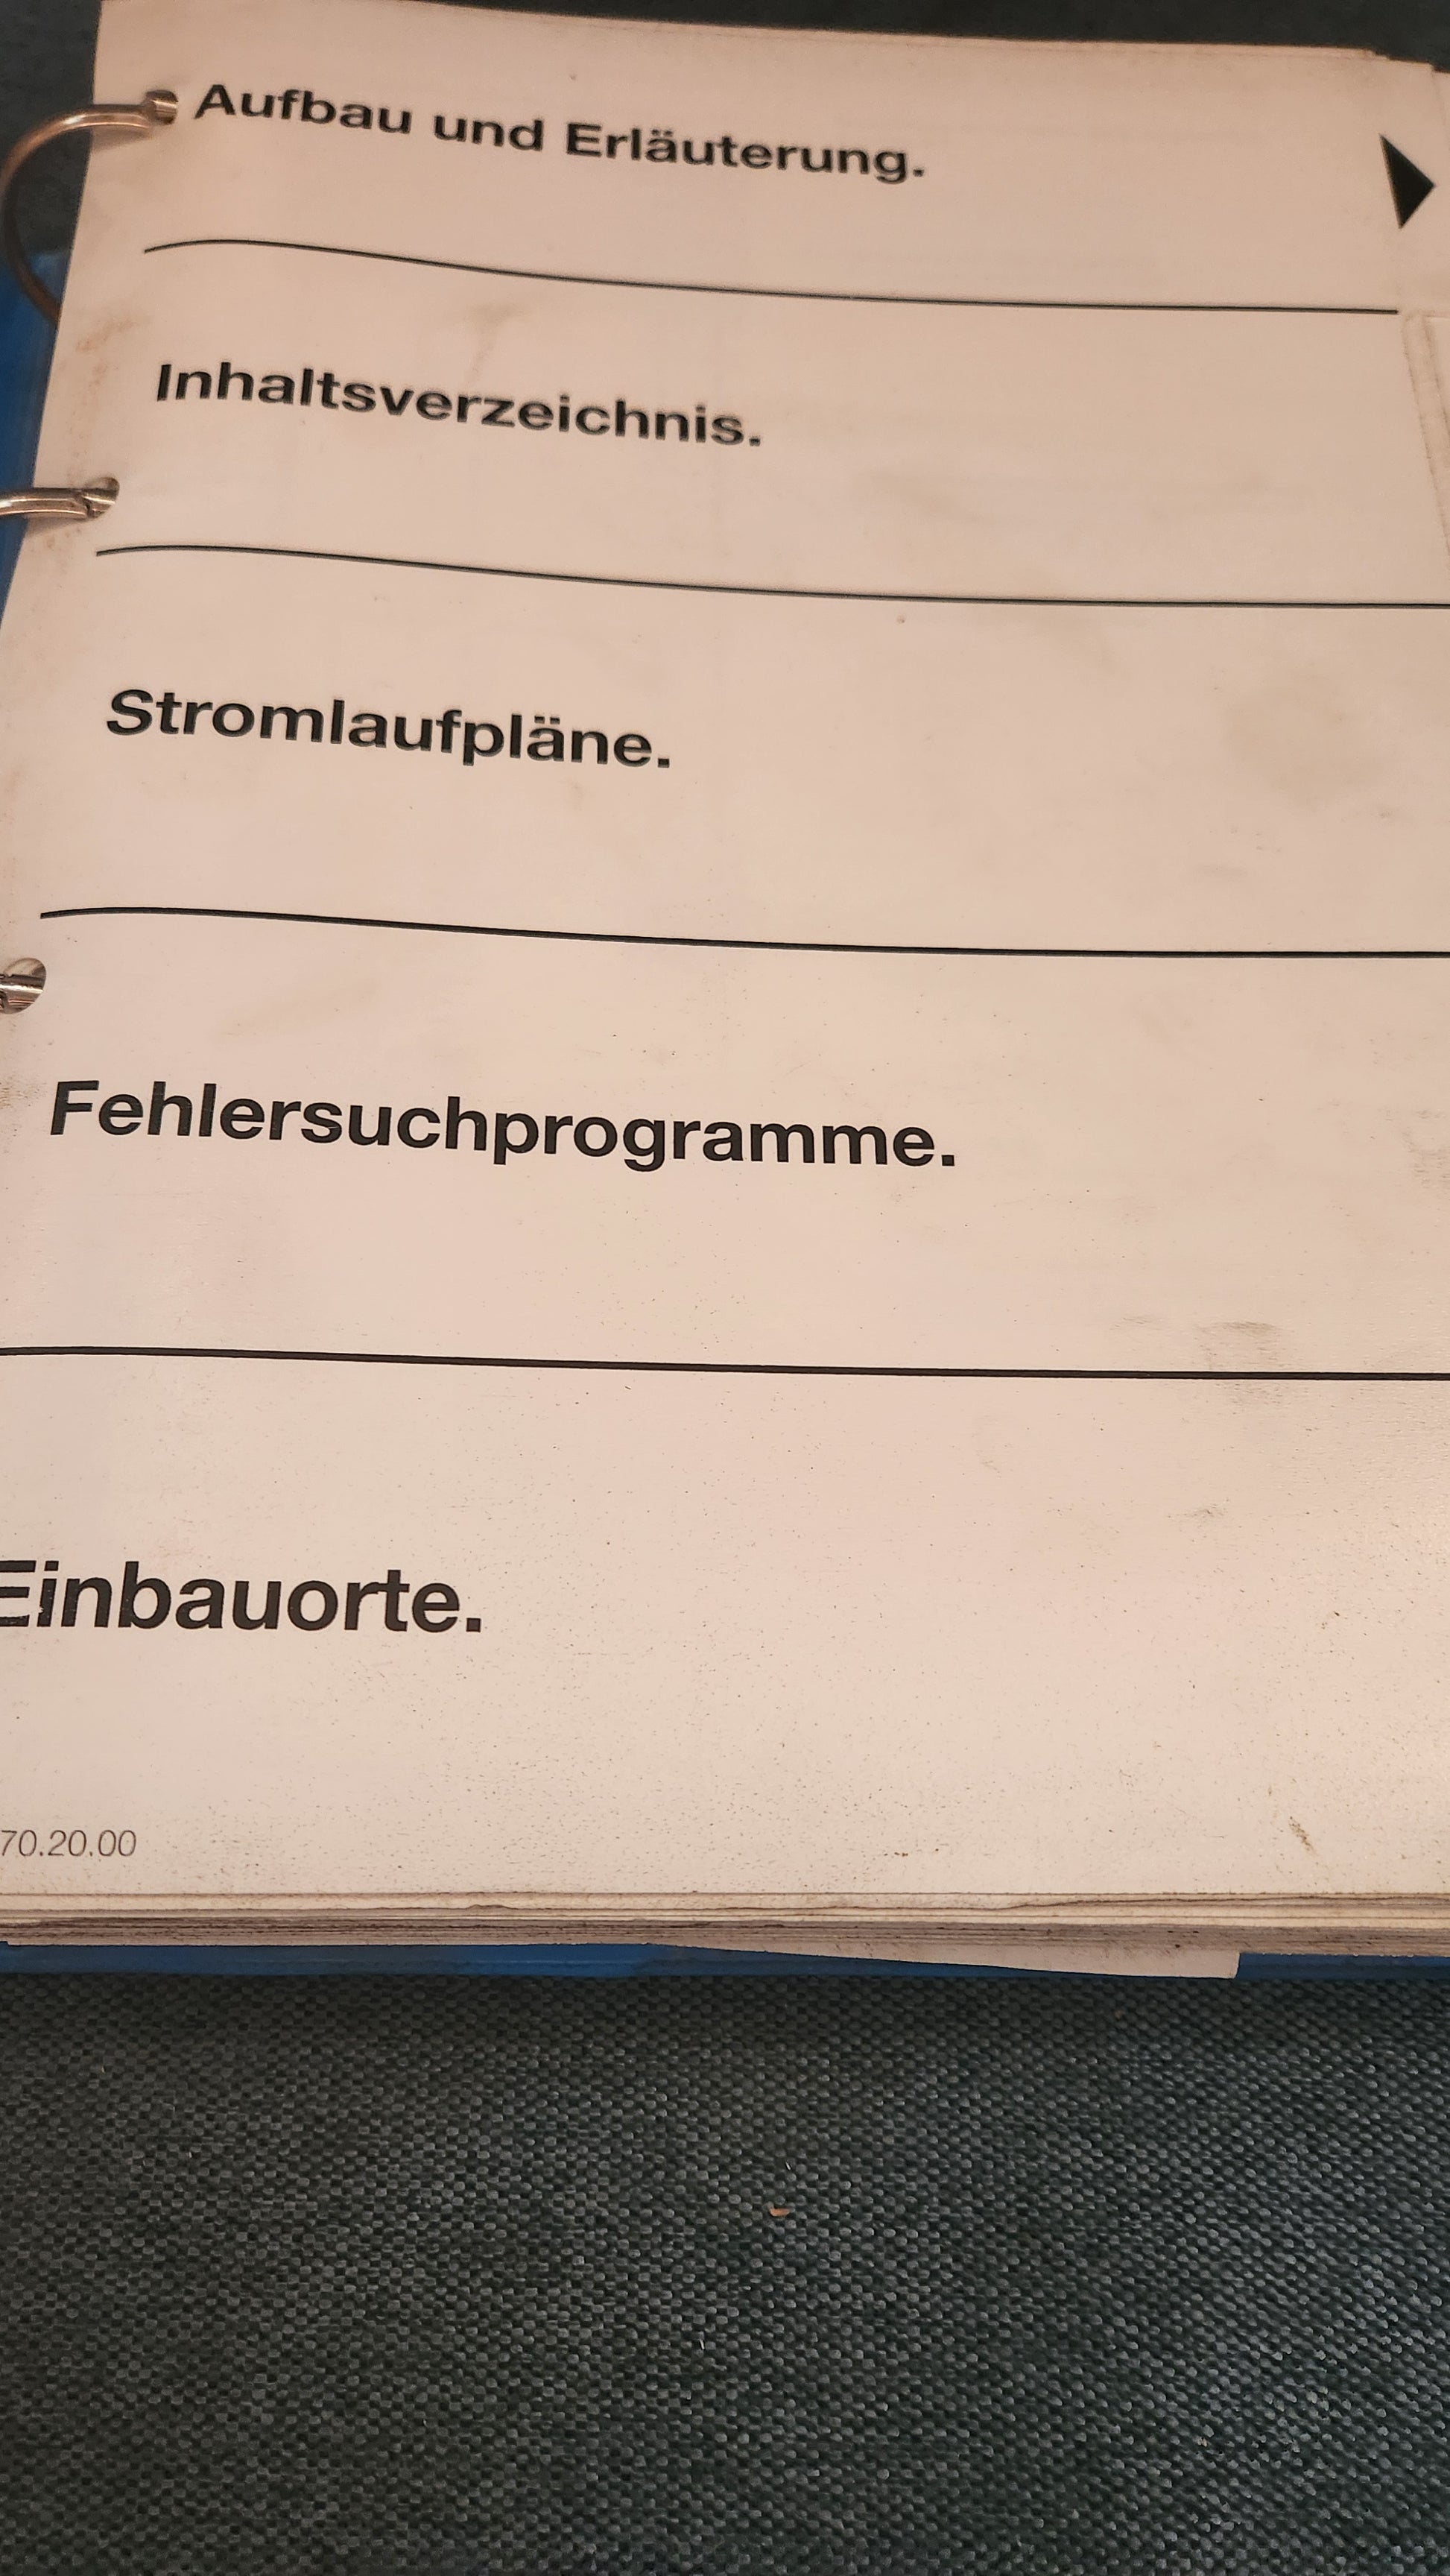 Aufbau und Erläuterung.
Inhaltsverzeichnis.
Stromlaufpläne.
Fehlersuchprogramme.
Einbauorte.
70.20.00